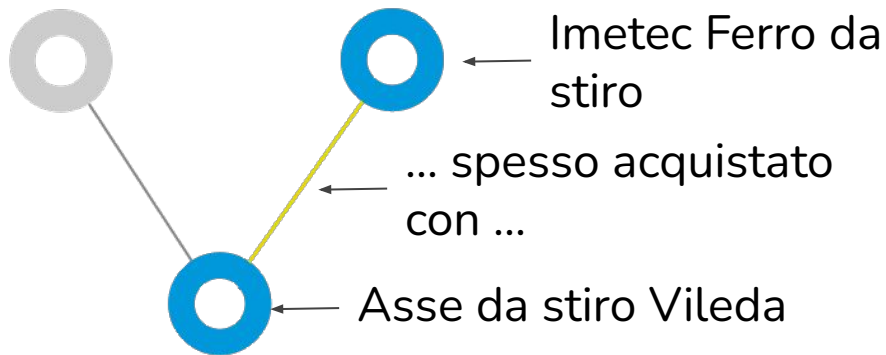 Imetec Ferro da
stiro
... spesso acquistato
con ...
Asse da stiro Vileda